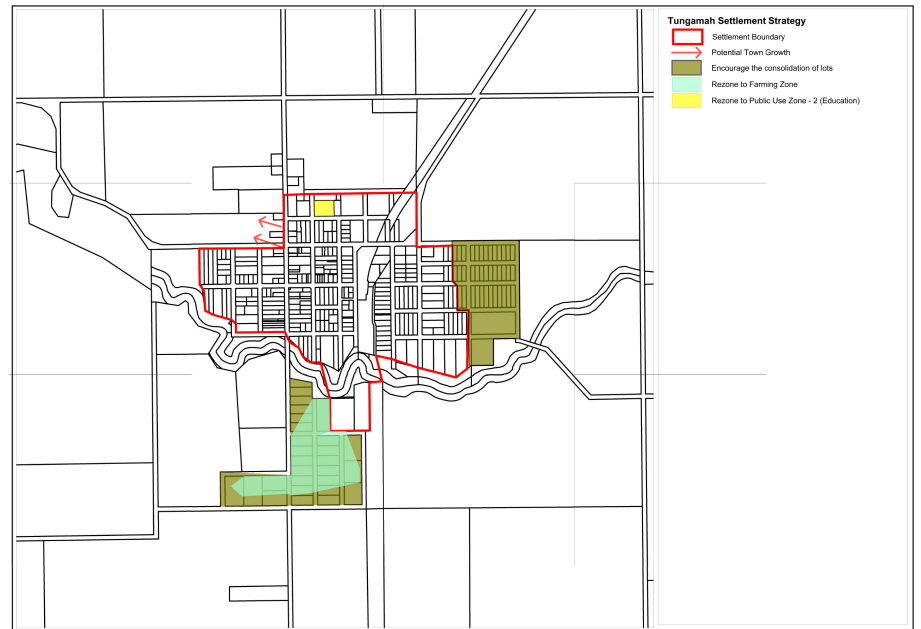 Tungamah Settlement Strategy
Settlement Boundary
Potential Town Growth
Encourage the consolidation of lots
Rezone to Farming Zone
Rezone to Public Use Zone - 2 (Education)